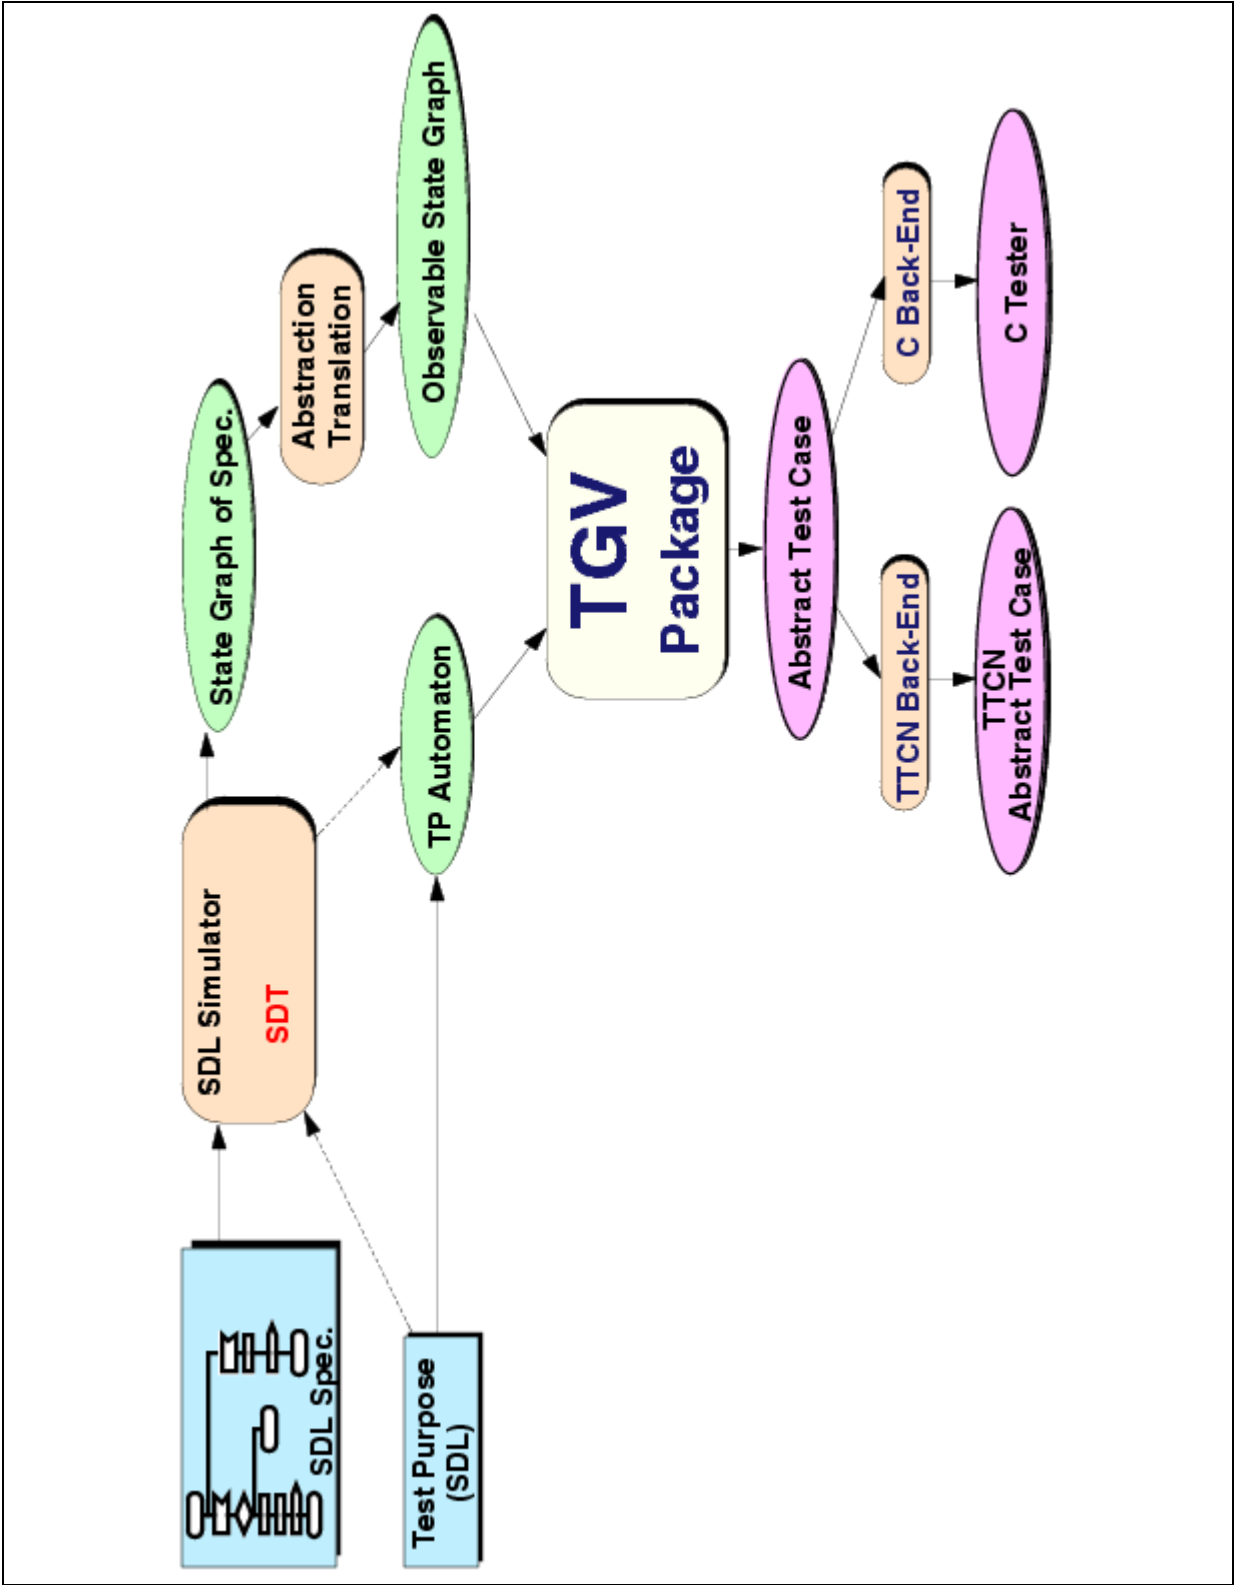 SDL Spec.
Test Purpose
(SDL)
SDL Simulator
SDT
State Graph of Spec.
Abstraction
Translation
Observable State Graph
TP Automaton
TGV
Package
Abstract Test Case
TTCN Back-End
C Back-End
TTCN
Abstract Test Case
C Tester